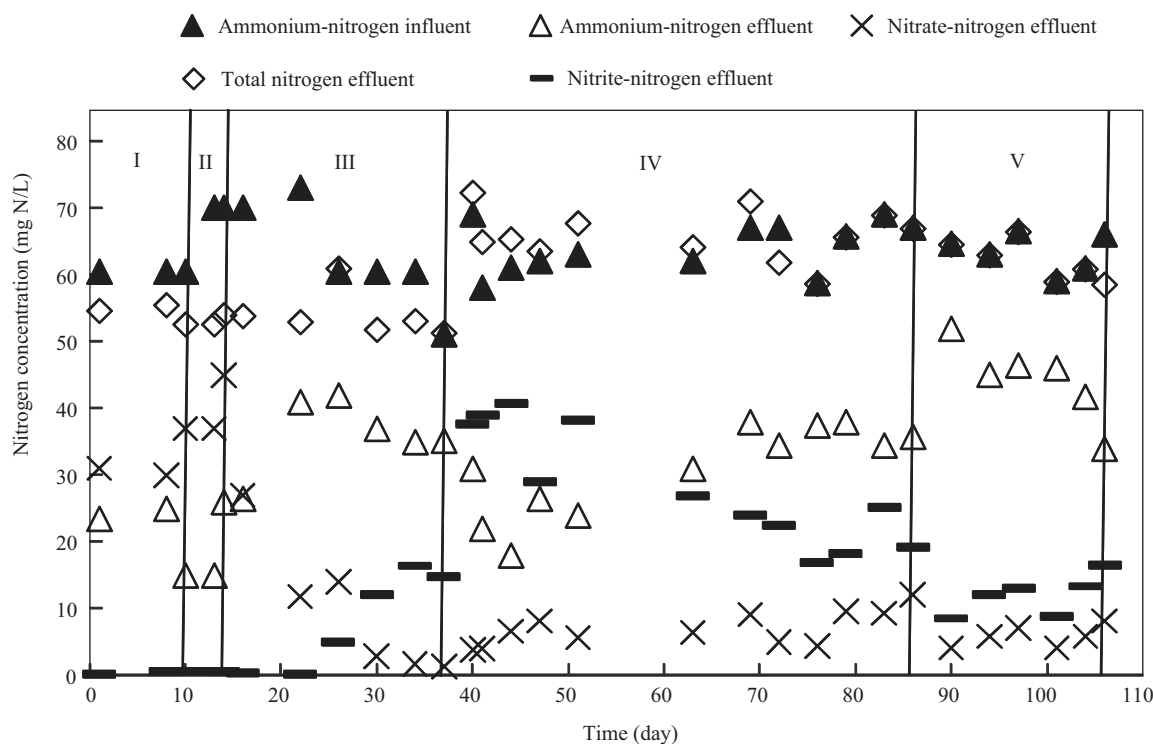 Ammonium-nitrogen influent Ammonium-nitrogen effluent Nitrate-nitrogen effluent
Total nitrogen effluent Nitrite-nitrogen effluent
Nitrogen concentration (mg N/L)
80
70
60
50
40
30
20
10
0
I II III IV V
0 10 20 30 40 50 60 70 80 90 100 110
Time (day)